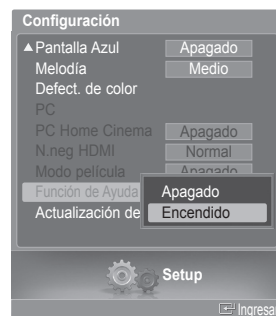 Configuración
▲Pantalla Azul Apagado
Melodía Medio
Defect. de color
PC
PC Home Cinema Apagado
N.neg HDMI Normal
Modo película Apagado
Función de Ayuda Apagado
Actualización de Encendido
Setup
Ingresa